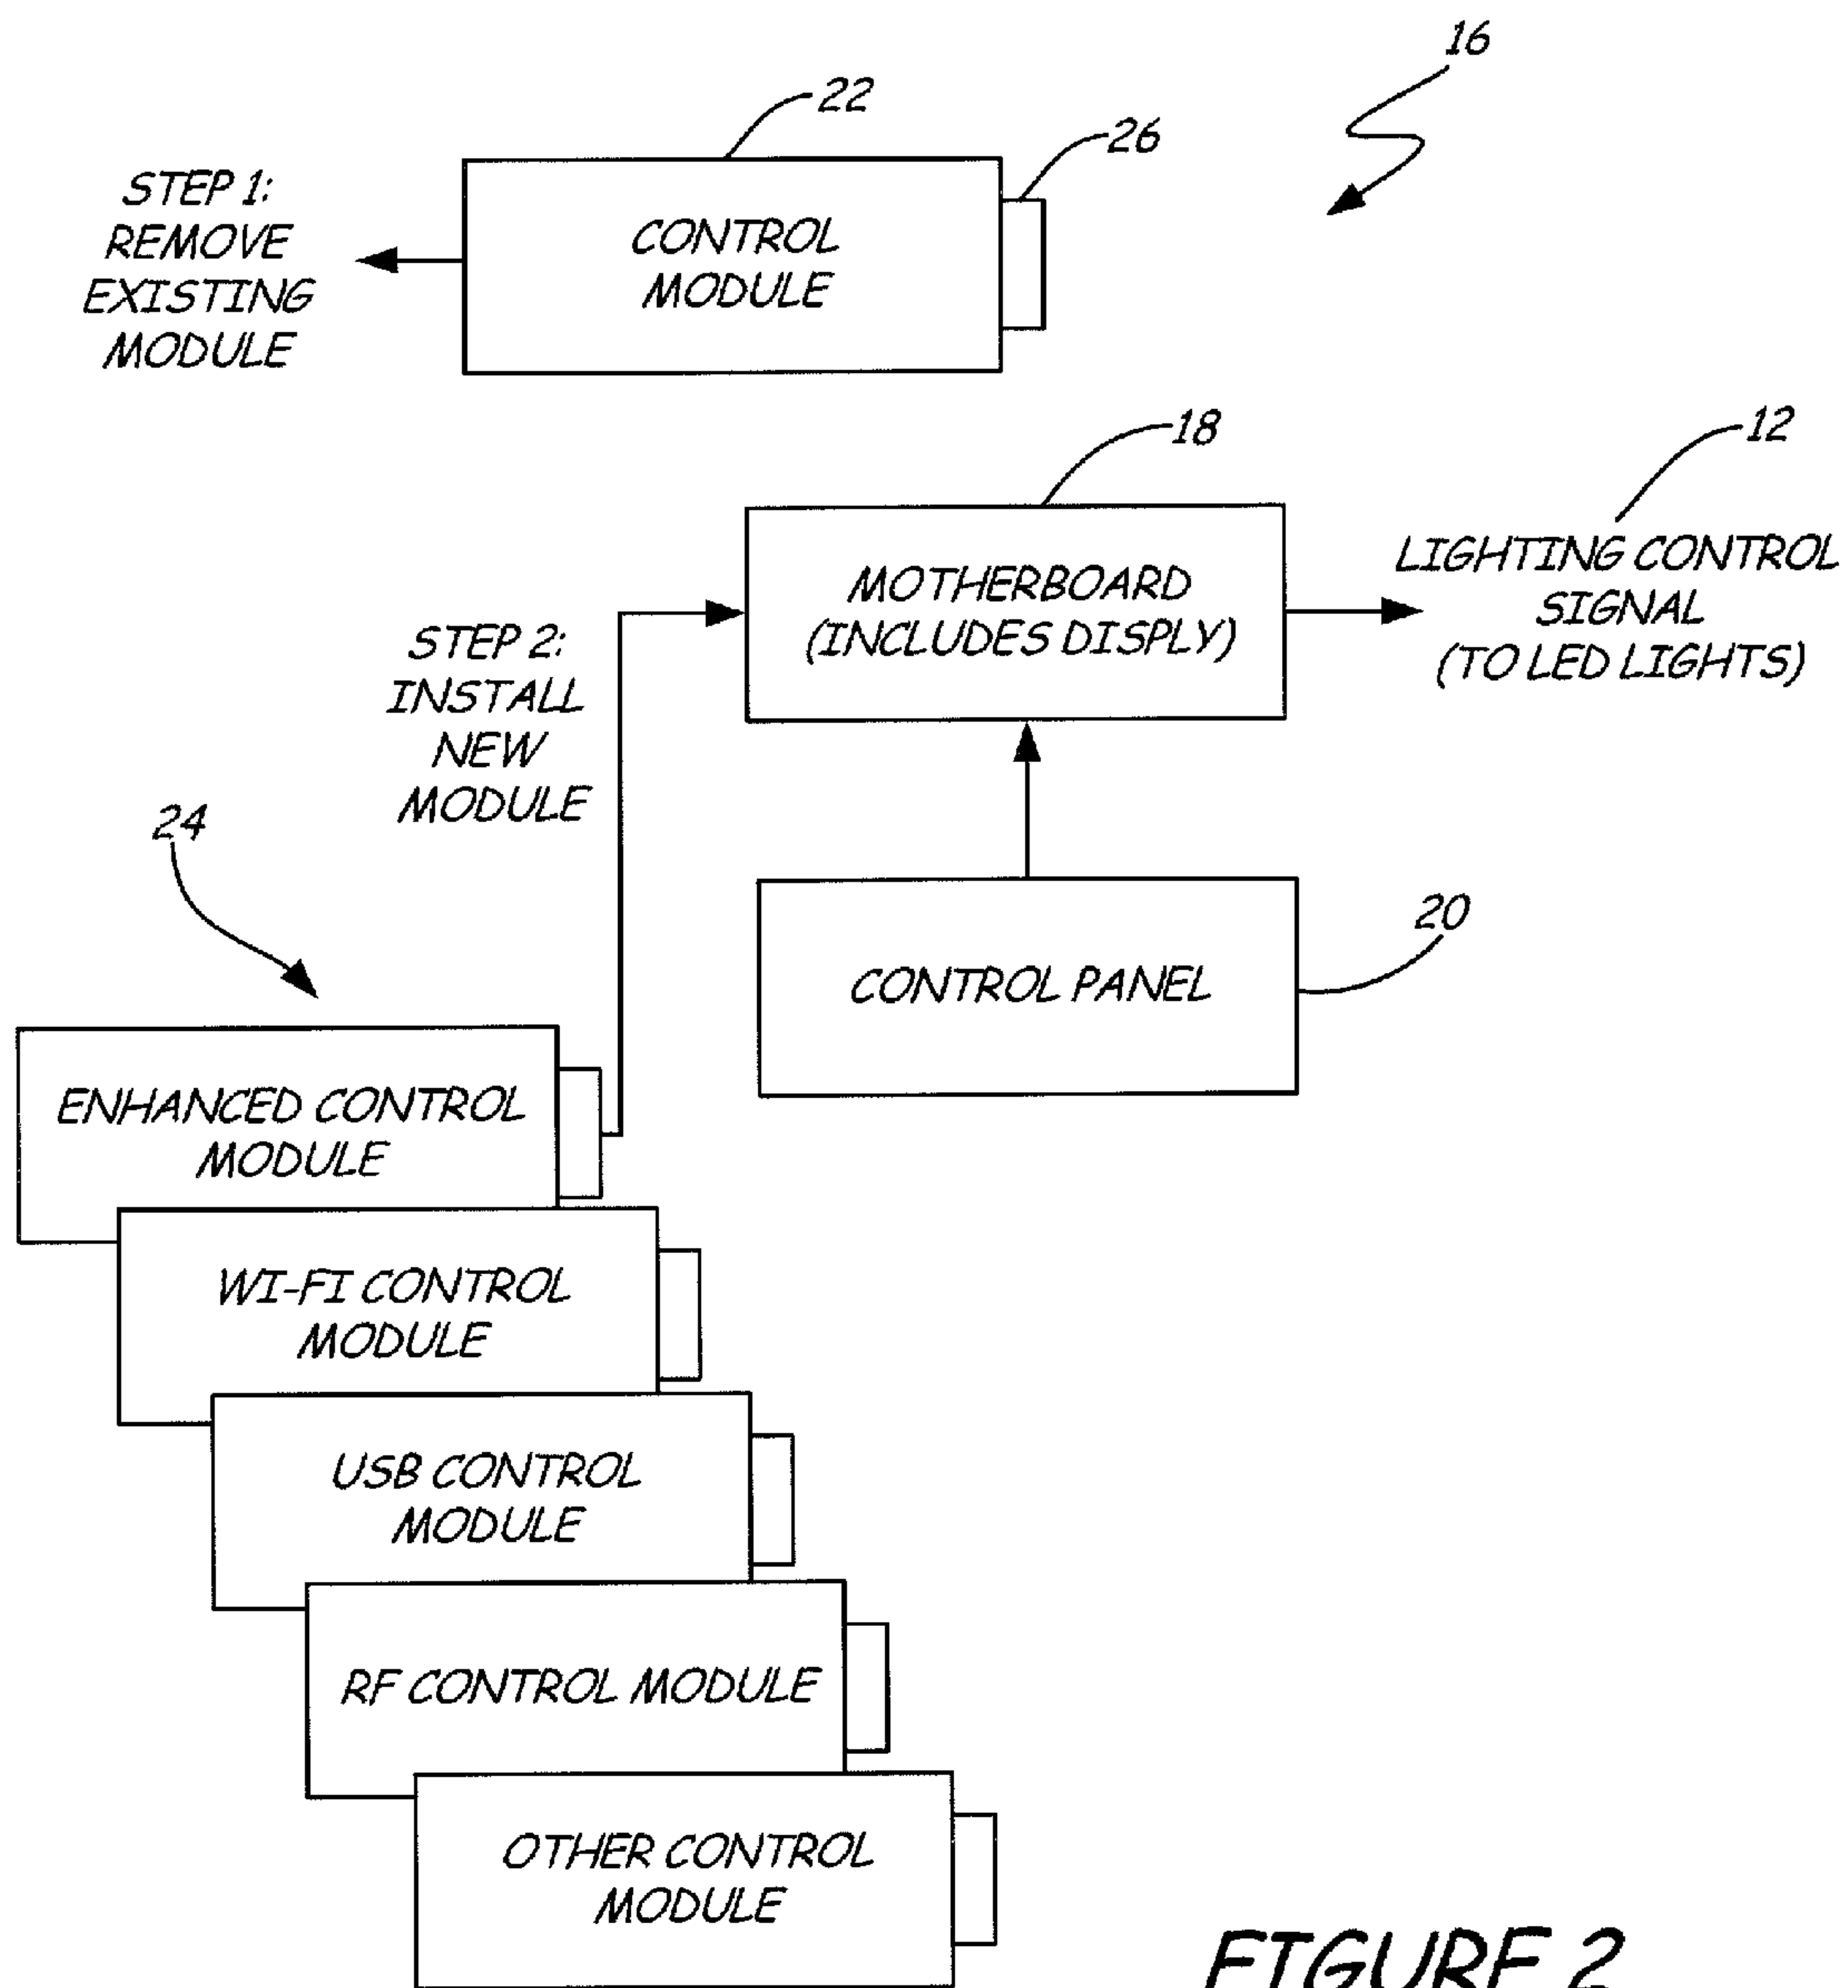 16
22
26
STEP 1:
REMOVE
EXISTING
MODULE
CONTROL
MODULE
18
12
MOTHERBOARD
(INCLUDES DISPLY)
LIGHTING CONTROL
SIGNAL
(TO LED LIGHTS)
STEP 2:
INSTALL
NEW
MODULE
24
20
CONTROL PANEL
ENHANCED CONTROL
MODULE
WI-FI CONTROL
MODULE
USB CONTROL
MODULE
RF CONTROL MODULE
OTHER CONTROL
MODULE
FIGURE 2